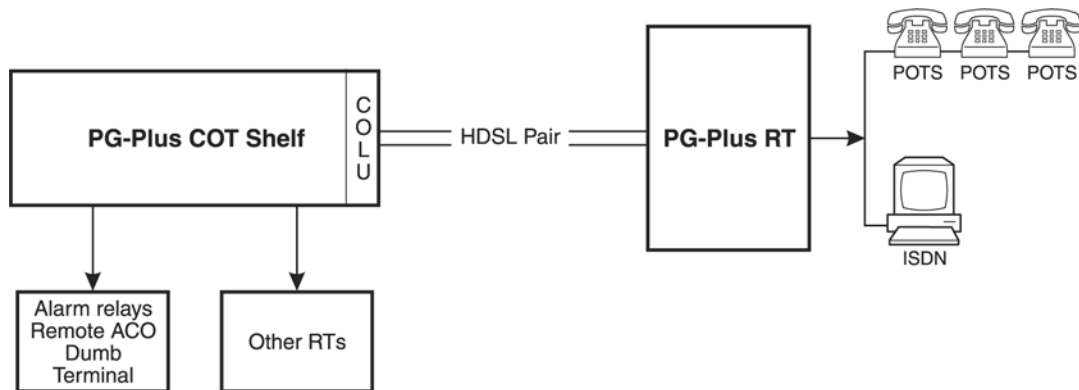 PG-Plus COT Shelf
C
O
L
U
HDSL Pair
PG-Plus RT
POTS
POTS
POTS
ISDN
Alarm relays
Remote ACO
Dumb
Terminal
Other RTs